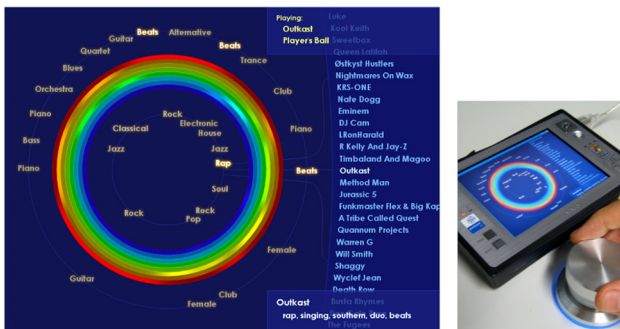 Beats
Alternative
Guitar
Beats
Quartet
Trance
Blues
Club
Orchestra
Piano
Piano
Bass
Piano
Beats
Guitar
Female
Club
Female
Rock
Classical
Electronic
House
Jazz
Jazz
Rap
Soul
Rock
Rock
Pop
Playing:
Outkast
Player's Ball
Luke
Kool Keith
Sweetbox
Queen Latifah
Østkyst Hustlers
Nightmares On Wax
KRS-ONE
Nate Dogg
Eminem
DJ Cam
LRonHarald
R Kelly And Jay-Z
Timbaland And Magoo
Outkast
Method Man
Jurassic 5
Funkmaster Flex & Big Kap
A Tribe Called Quest
Quannum Projects
Warren G
Will Smith
Shaggy
Wyclef Jean
Death Row
Busta Rhymes
The Fugees
Outkast
rap, singing, southern, duo, beats